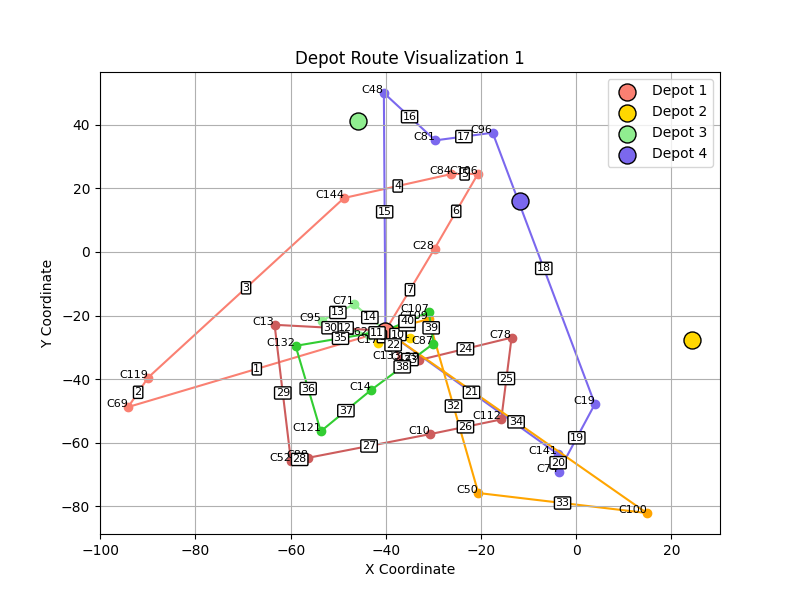 Depot Route Visualization 1
Depot 1
Depot 2
Depot 3
Depot 4
C48
16
C81
17
C96
C84
5
4
C144
15
6
C28
18
3
7
C71
C107
13
14
C95
40
C13
30
12
39
11
10
35
C132
22
C87
C78
24
1
38
C119
2
C69
36
29
C14
25
21
37
32
C19
C121
C10
26
C112
34
19
27
C52
28
C141
20
C50
33
C100
40
20
0
−20
−40
−60
−80
Y Coordinate
−100
−80
−60
−40
−20
0
20
X Coordinate